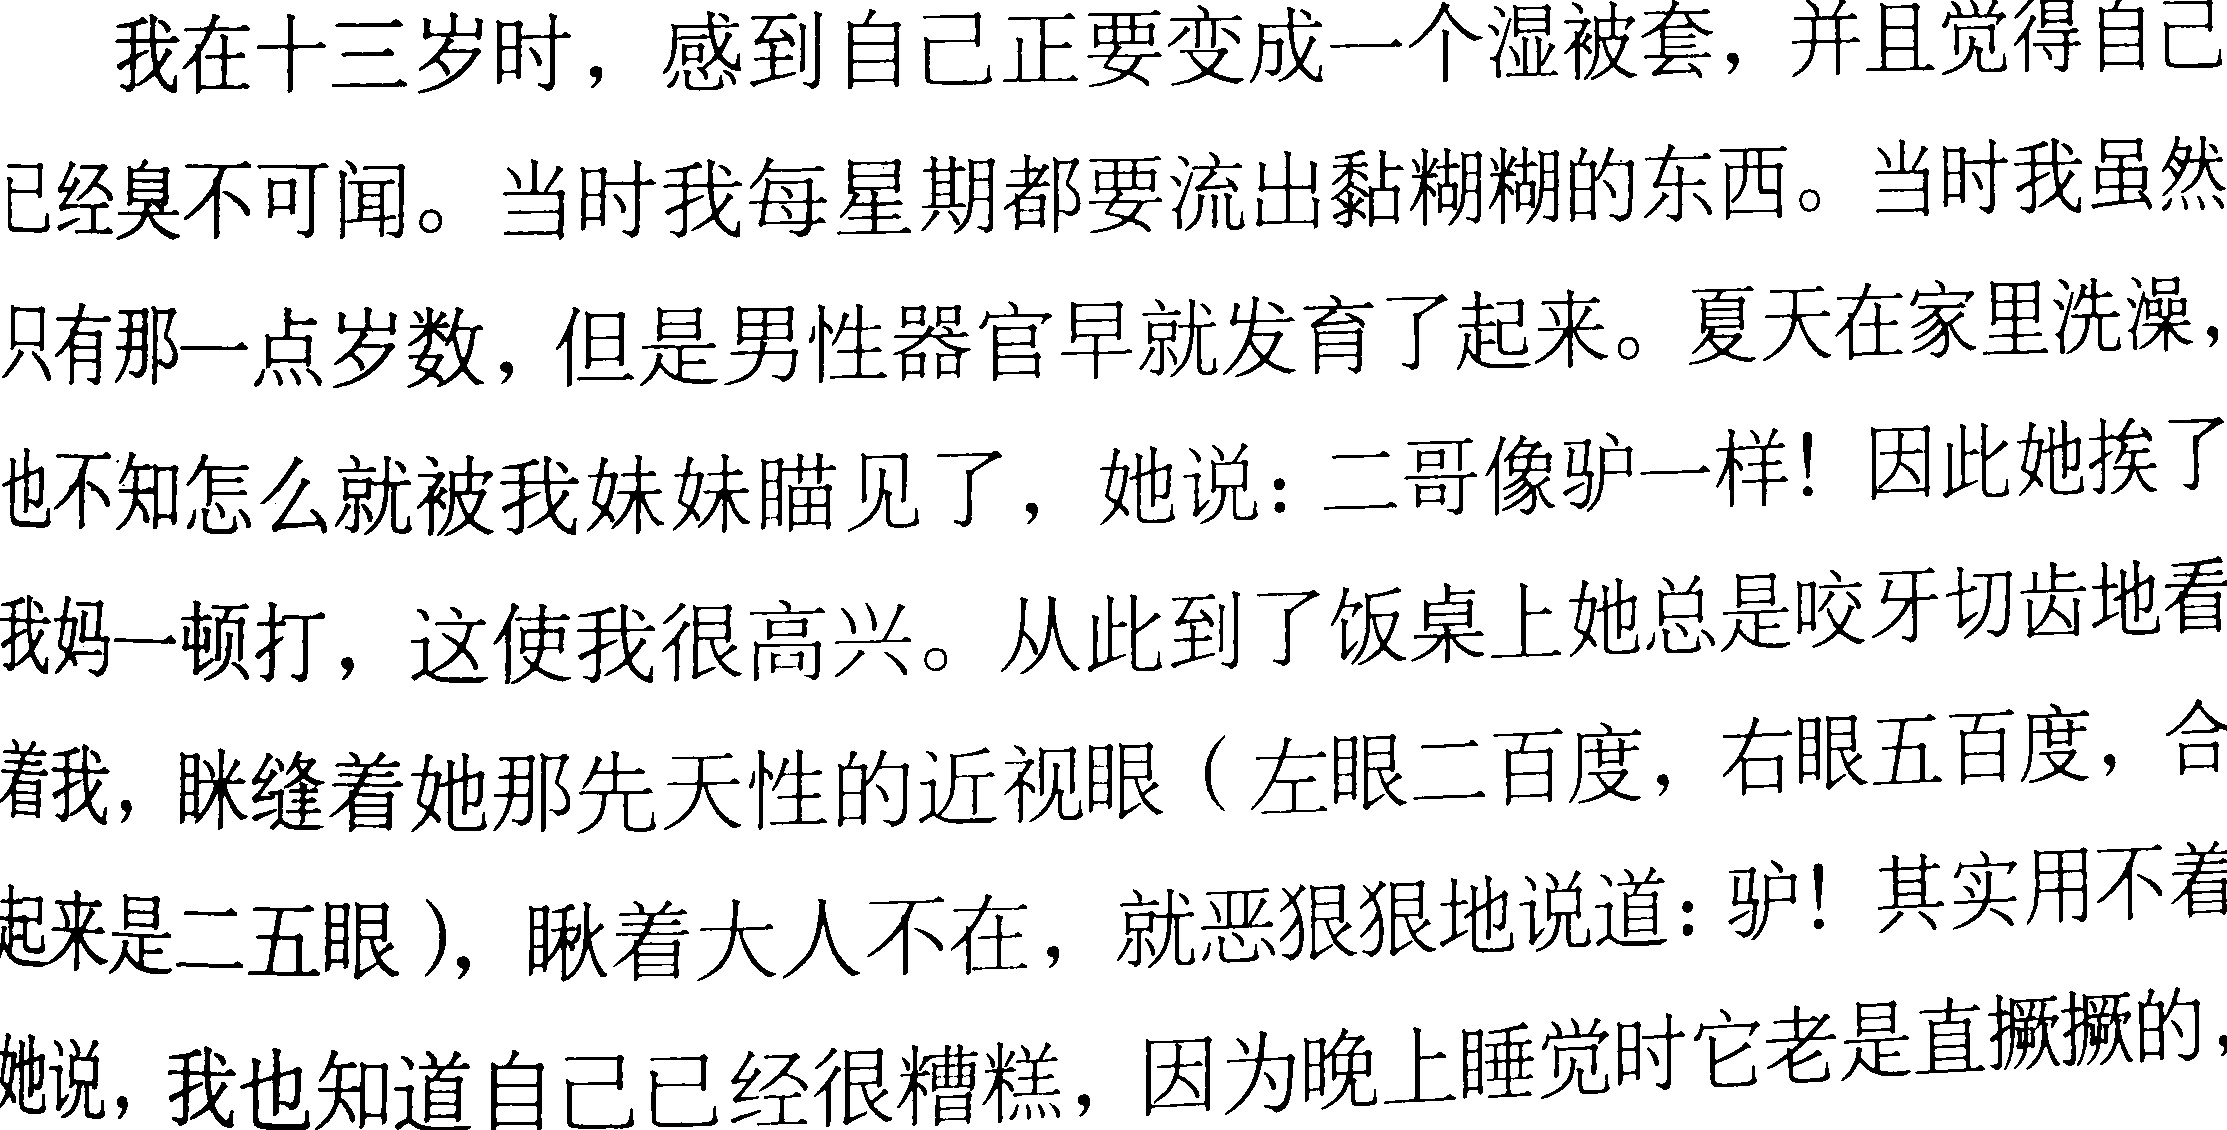 我在十三岁时，感到自己正要变成一个湿被套，并且觉得自己
已经臭不可闻。当时我每星期都要流出黏糊糊的东西。当时我虽然
只有那一点岁数，但是男性器官早就发育了起来。夏天在家里洗澡，
也不知怎么就被我妹妹瞄见了，她说：二哥像驴一样！因此她挨了
我妈一顿打，这使我很高兴。从此到了饭桌上她总是咬牙切齿地看
着我，眯缝着她那先天性的近视眼（左眼二百度，右眼五百度，合
起来是二五眼），瞅着大人不在，就恶狠狠地说道：驴！其实用不着
她说，我也知道自己已经很糟糕，因为晚上睡觉时它老是直撅撅的，